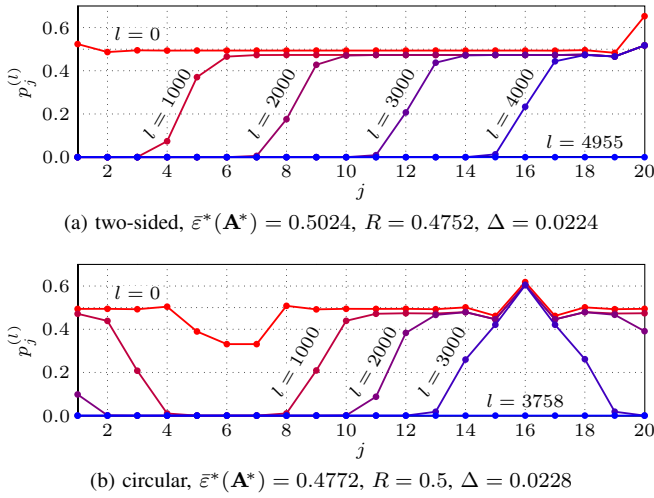 0.6
0.4
0.2
0.0
p_j^{(l)}
l = 0
l = 1000
l = 2000
l = 3000
l = 4000
l = 4955
2 4 6 8 10 12 14 16 18 20
j
(a) two-sided, ε̄*(A*) = 0.5024, R = 0.4752, Δ = 0.0224
0.6
0.4
0.2
0.0
p_j^{(l)}
l = 0
l = 1000
l = 2000
l = 3000
l = 3758
2 4 6 8 10 12 14 16 18 20
j
(b) circular, ε̄*(A*) = 0.4772, R = 0.5, Δ = 0.0228